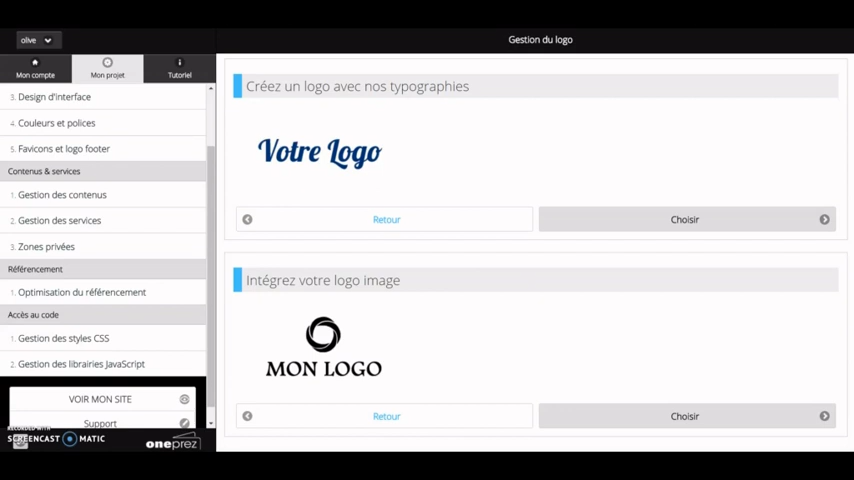 olive
Gestion du logo
Mon compte
Mon projet
Tutoriel
3. Design d'interface
4. Couleurs et polices
5. Favicons et logo footer
Contenus & services
1. Gestion des contenus
2. Gestion des services
3. Zones privées
Référencement
1. Optimisation du référencement
Accès au code
1. Gestion des styles CSS
2. Gestion des librairies JavaScript
VOIR MON SITE
Support
RECORDED WITH
SCREENCAST MATIC
oneprez
Créez un logo avec nos typographies
Votre Logo
Retour
Choisir
Intégrez votre logo image
MON LOGO
Retour
Choisir